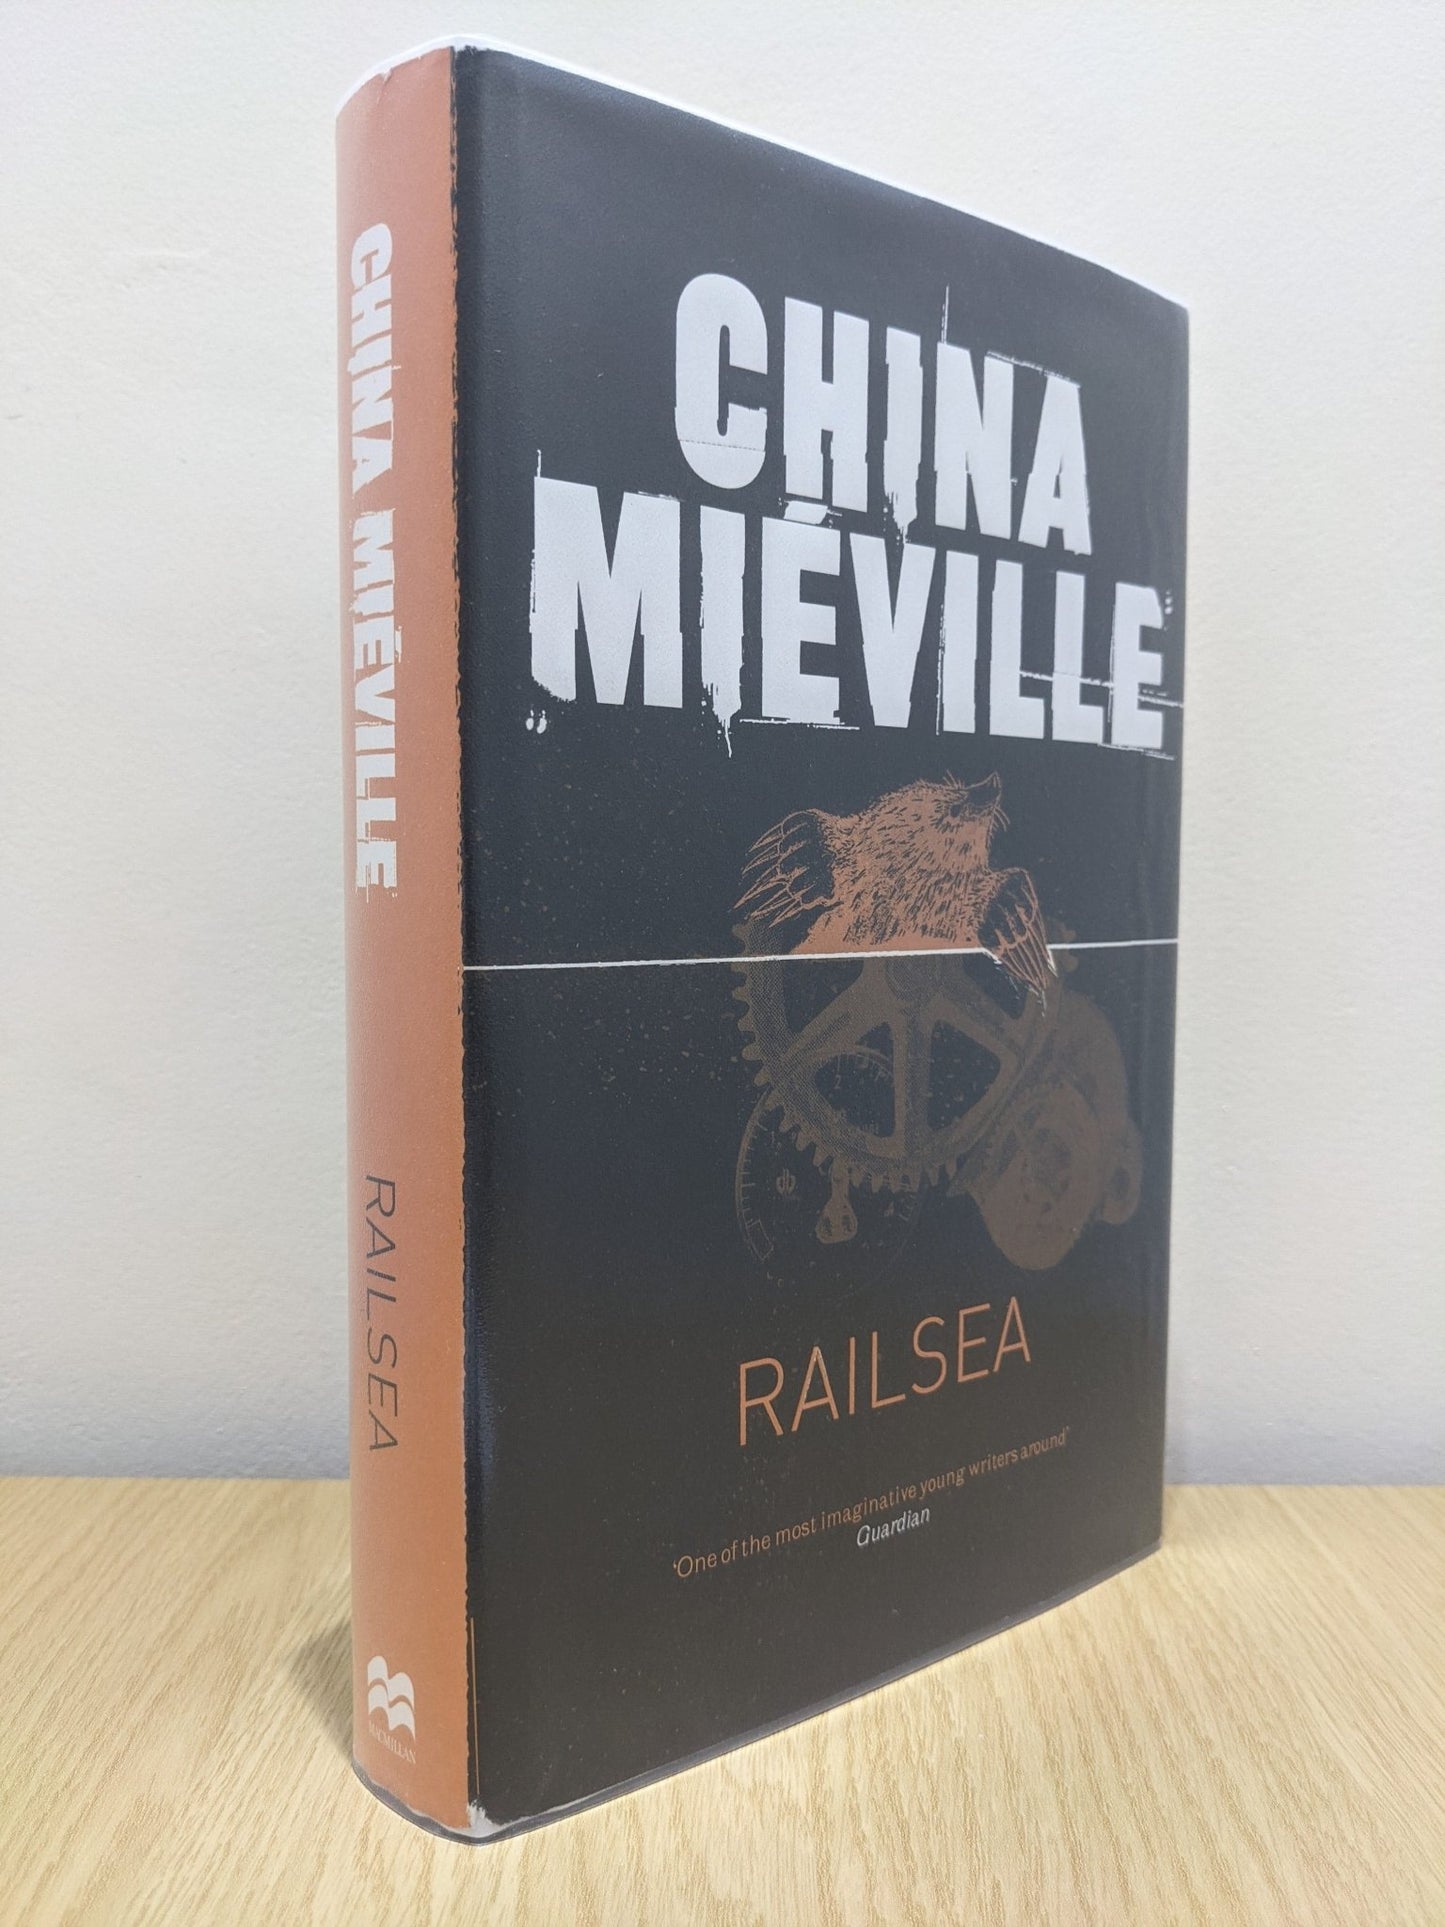 CHINA MIÉVILLE
RAILSEA
MACMILLAN
CHINA
MIÉVILLE
RAILSEA
‘One of the most imaginative young writers around’
Guardian